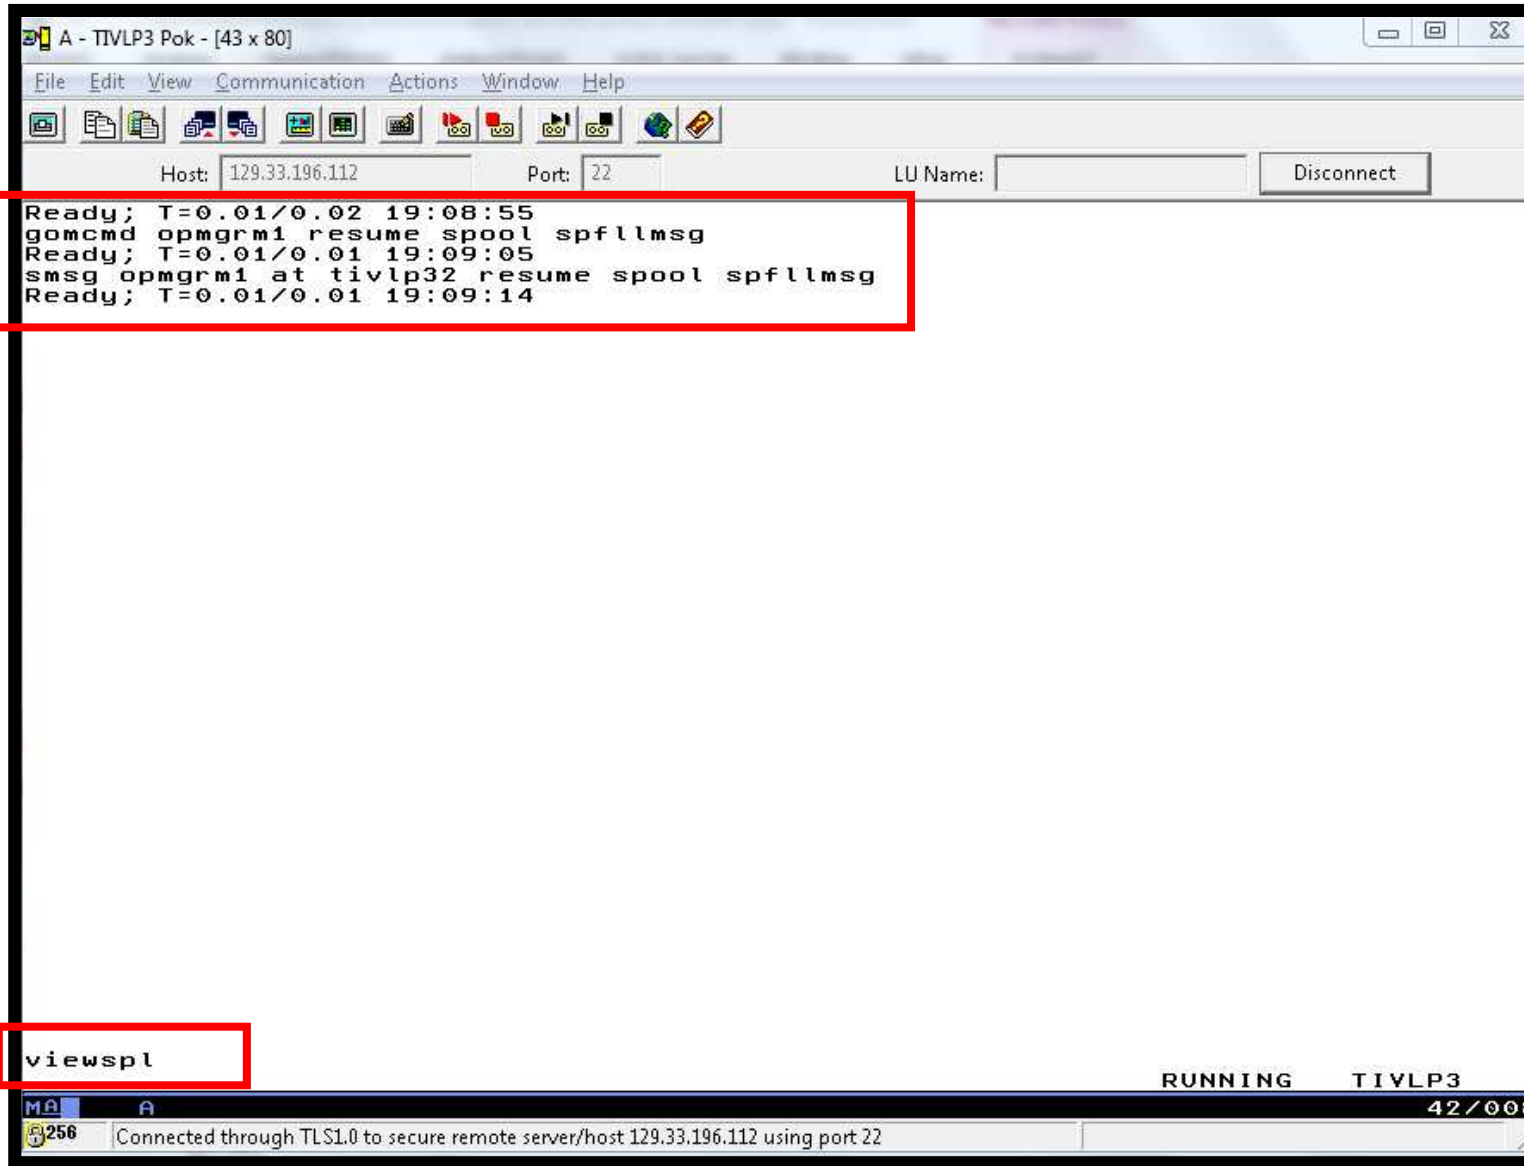 A - TIVLP3 Pok - [43 x 80]
File Edit View Communication Actions Window Help
Host: 129.33.196.112 Port: 22 LU Name: Disconnect
Ready; T=0.01/0.02 19:08:55
gomcmd opmgrm1 resume spool spfllmsg
Ready; T=0.01/0.01 19:09:05
smsg opmgrm1 at tivlp32 resume spool spfllmsg
Ready; T=0.01/0.01 19:09:14
viewspl
RUNNING TIVLP3
MA A 42/008
256 Connected through TLS1.0 to secure remote server/host 129.33.196.112 using port 22